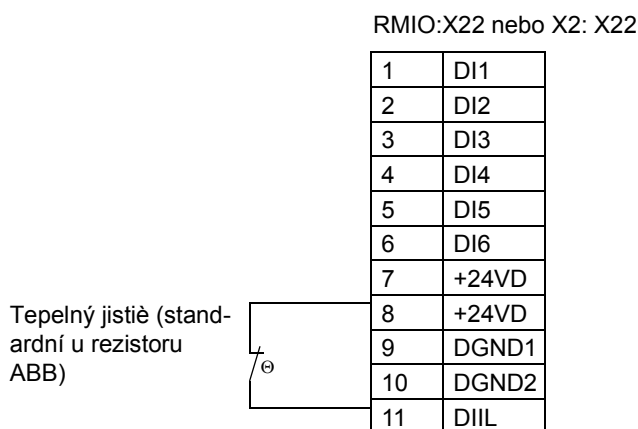 RMIO:X22 nebo X2: X22
1 DI1
2 DI2
3 DI3
4 DI4
5 DI5
6 DI6
7 +24VD
8 +24VD
9 DGND1
10 DGND2
11 DIIL
Tepelný jistiè (stand-
ardní u rezistoru
ABB)
Θ